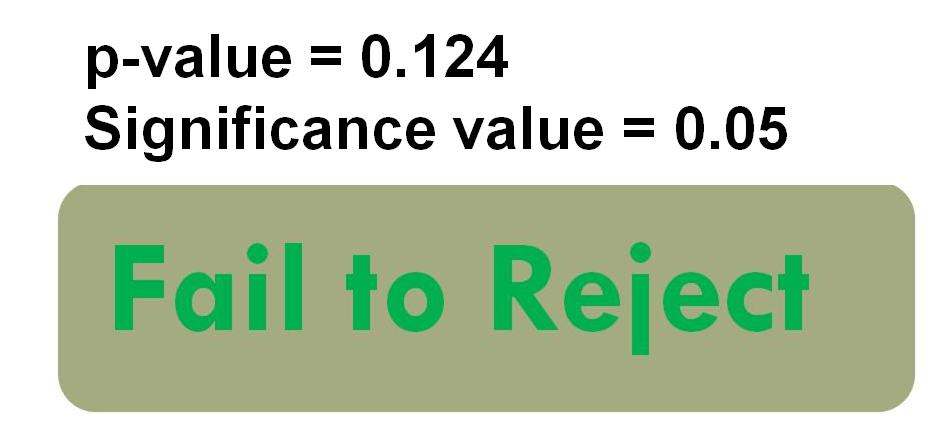 p-value = 0.124
Significance value = 0.05
Fail to Reject